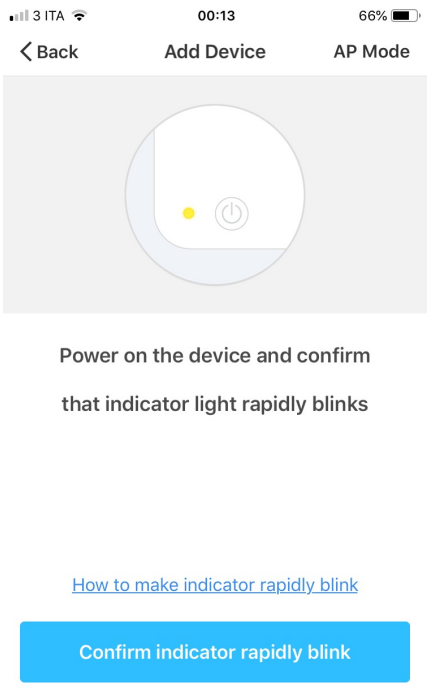 3 ITA 00:13 66%
Back Add Device AP Mode
Power on the device and confirm
that indicator light rapidly blinks
How to make indicator rapidly blink
Confirm indicator rapidly blink